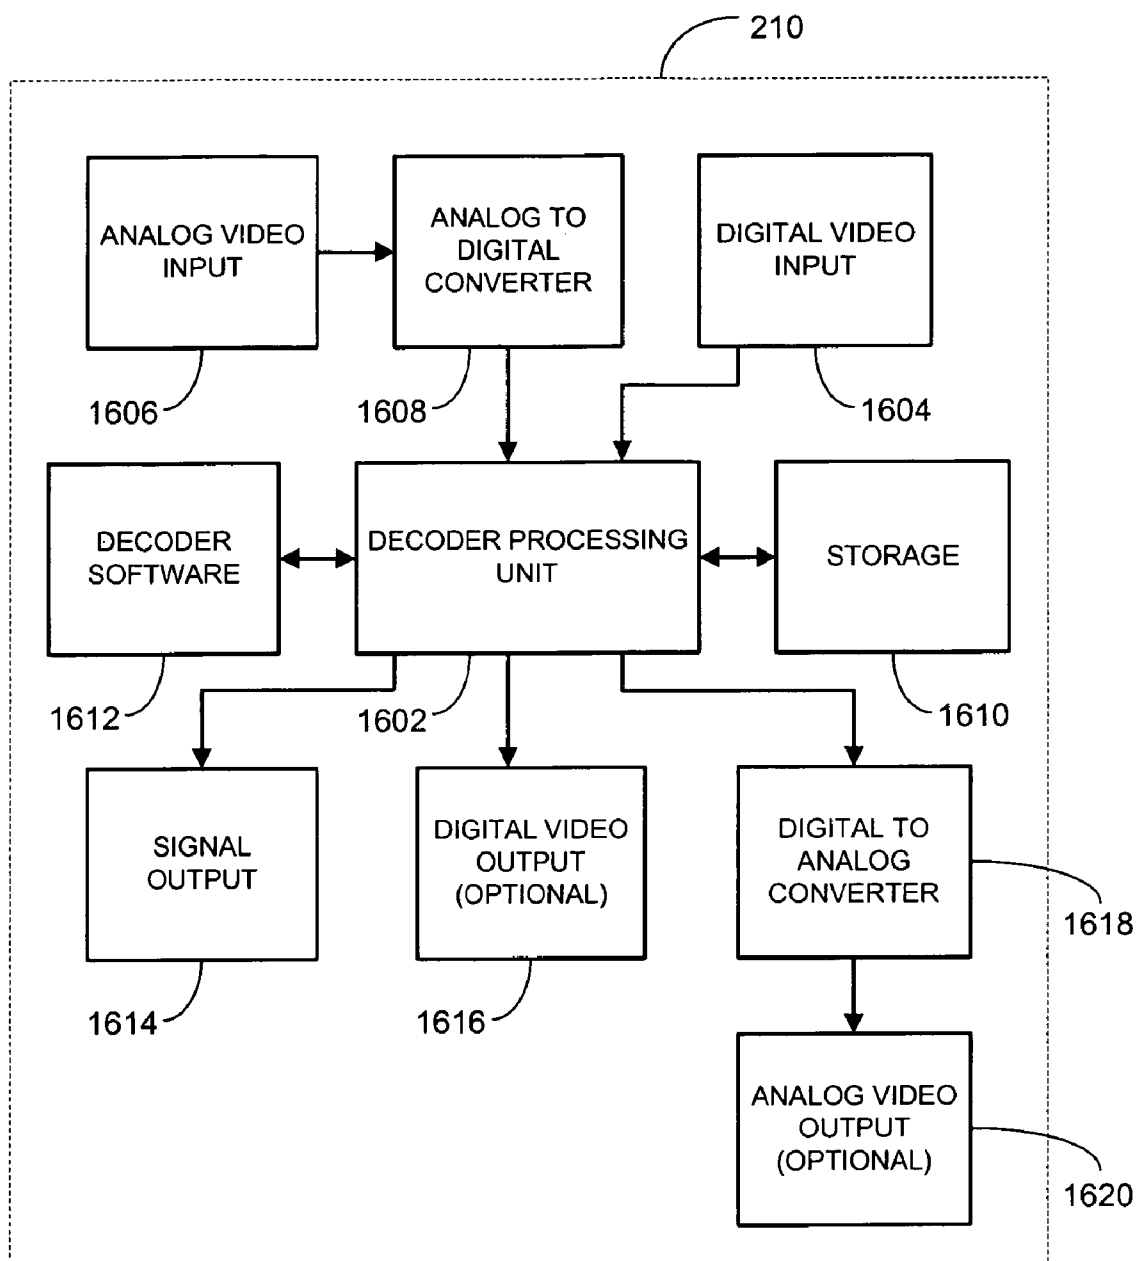 210
ANALOG VIDEO
INPUT
ANALOG TO
DIGITAL
CONVERTER
DIGITAL VIDEO
INPUT
1606
1608
1604
DECODER
SOFTWARE
DECODER PROCESSING
UNIT
STORAGE
1612
1602
1610
SIGNAL
OUTPUT
DIGITAL VIDEO
OUTPUT
(OPTIONAL)
DIGITAL TO
ANALOG
CONVERTER
1618
1614
1616
ANALOG VIDEO
OUTPUT
(OPTIONAL)
1620